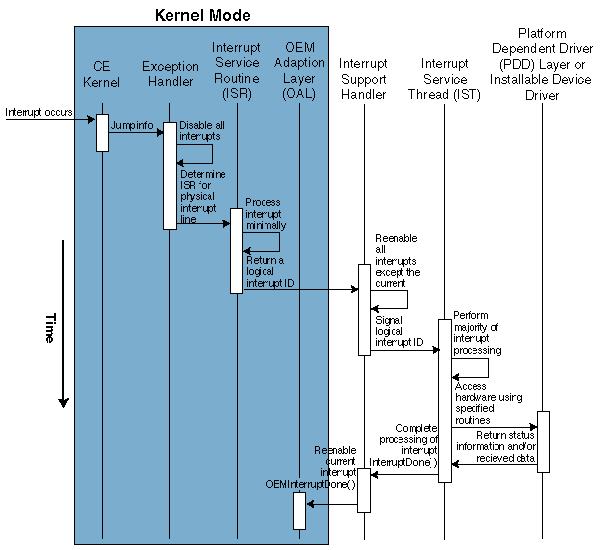 Kernel Mode
CE
Kernel
Exception
Handler
Interrupt
Service
Routine
(ISR)
OEM
Adaption
Layer
(OAL)
Interrupt
Support
Handler
Interrupt
Service
Thread (IST)
Platform
Dependent Driver
(PDD) Layer or
Installable Device
Driver
Interrupt occurs
Jump info
Disable all
interrupts
Determine
ISR for
physical
interrupt
line
Process
interrupt
minimally
Return a
logical
interrupt ID
Reenable
all
interrupts
except the
current
Signal
logical
interrupt ID
Perform
majority of
interrupt
processing
Access
hardware using
specified
routines
Return status
information and/or
recieved data
Complete
processing of
interrupt
InterruptDone()
Reenable
current
interrupt
OEMInterruptDone()
Time